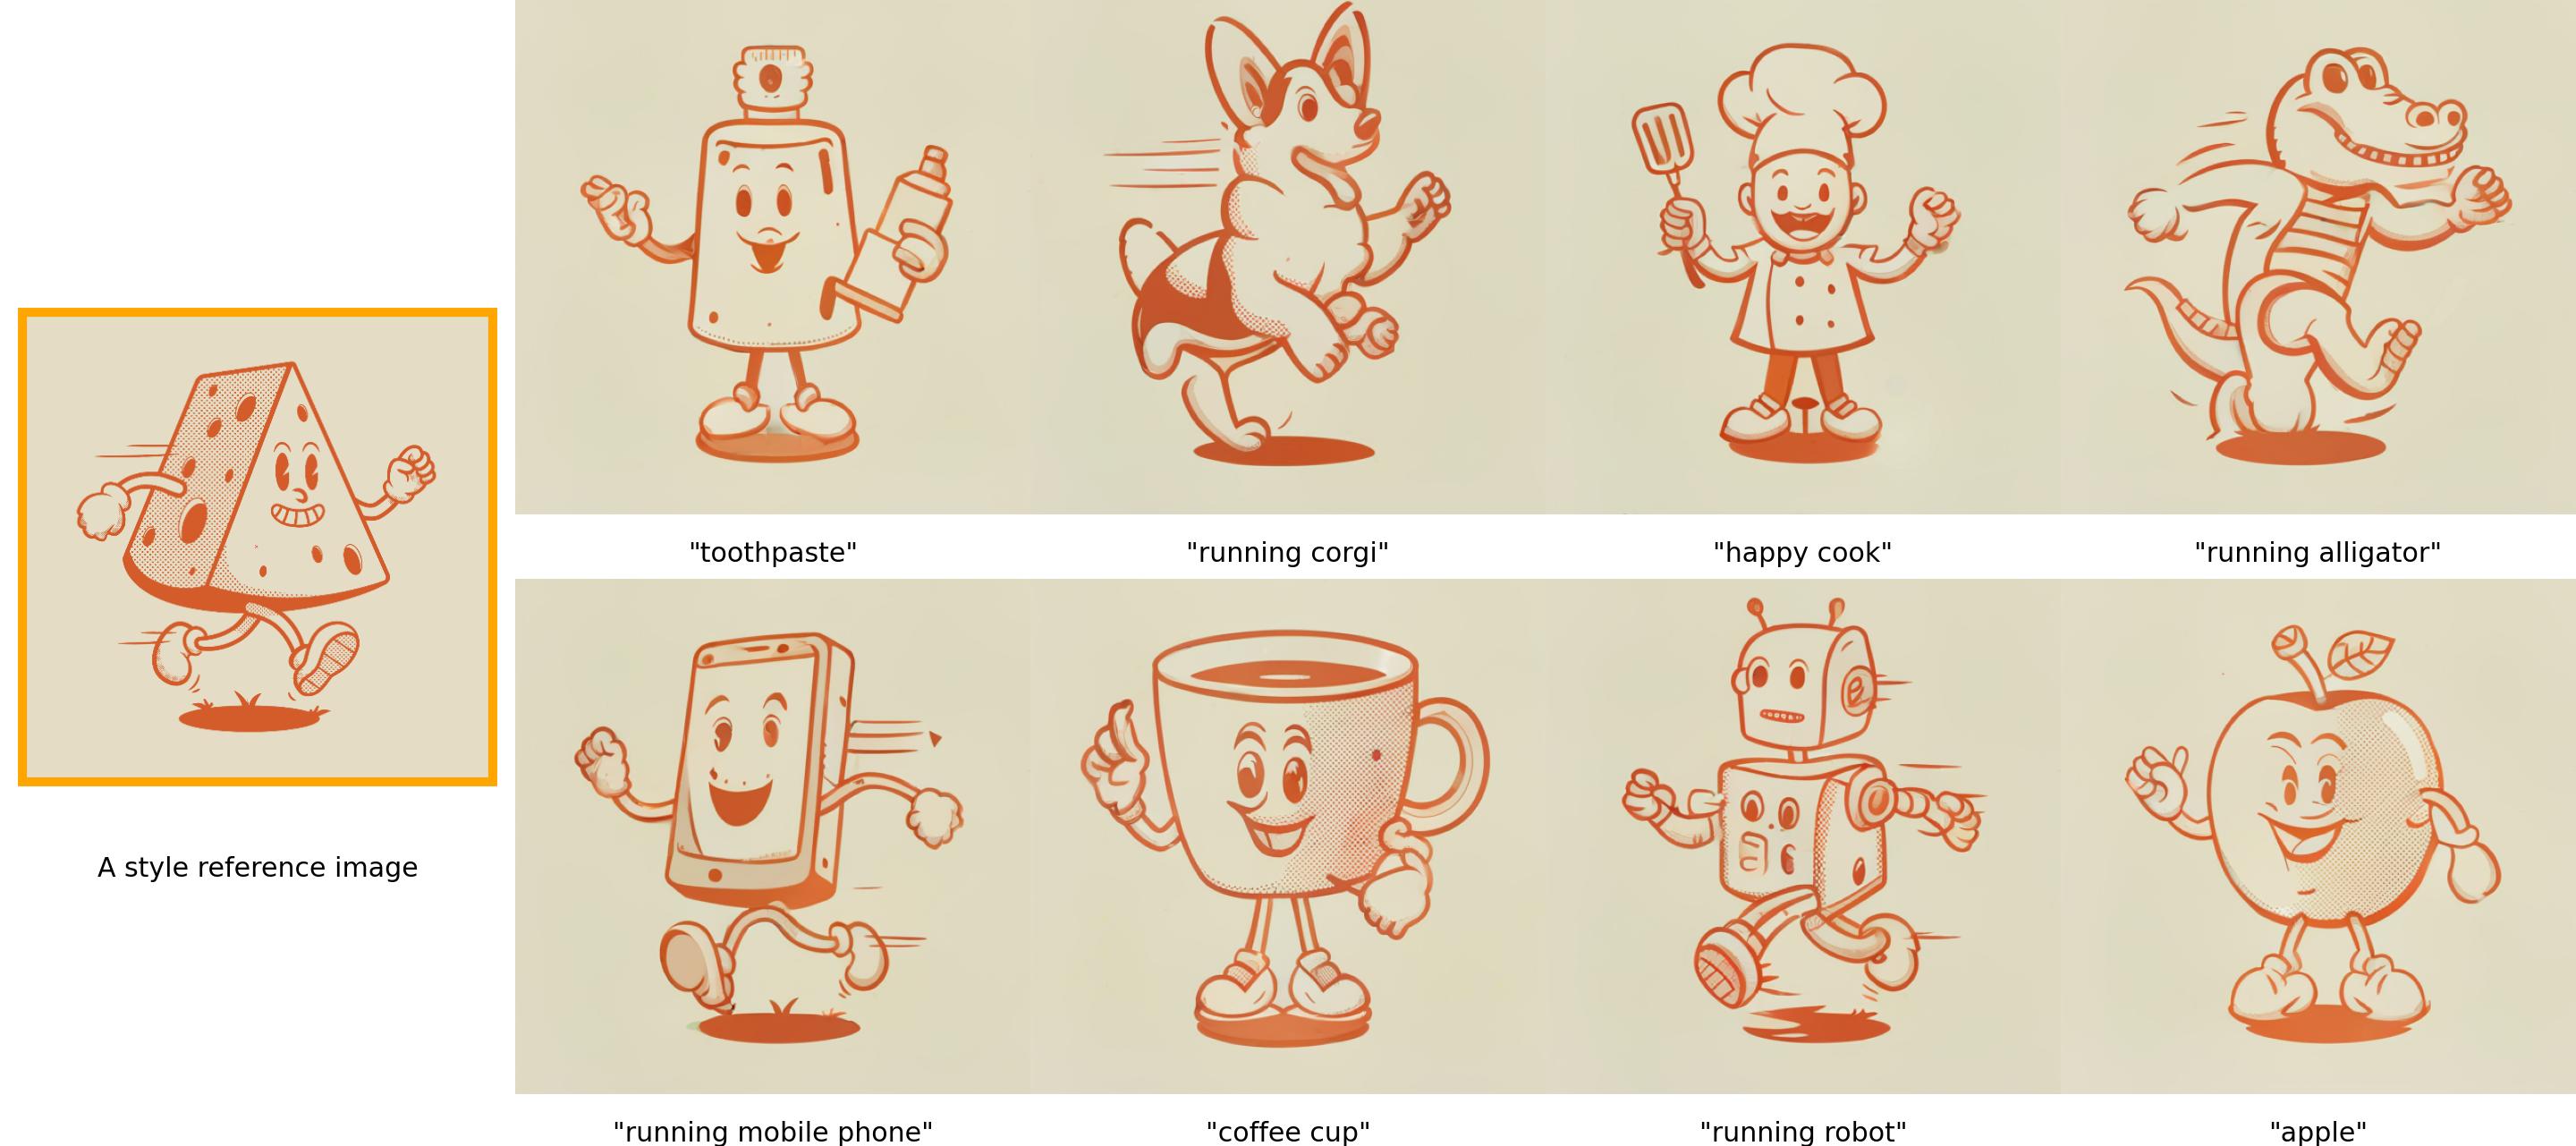 "toothpaste"
"running corgi"
"happy cook"
"running alligator"
A style reference image
"running mobile phone"
"coffee cup"
"running robot"
"apple"